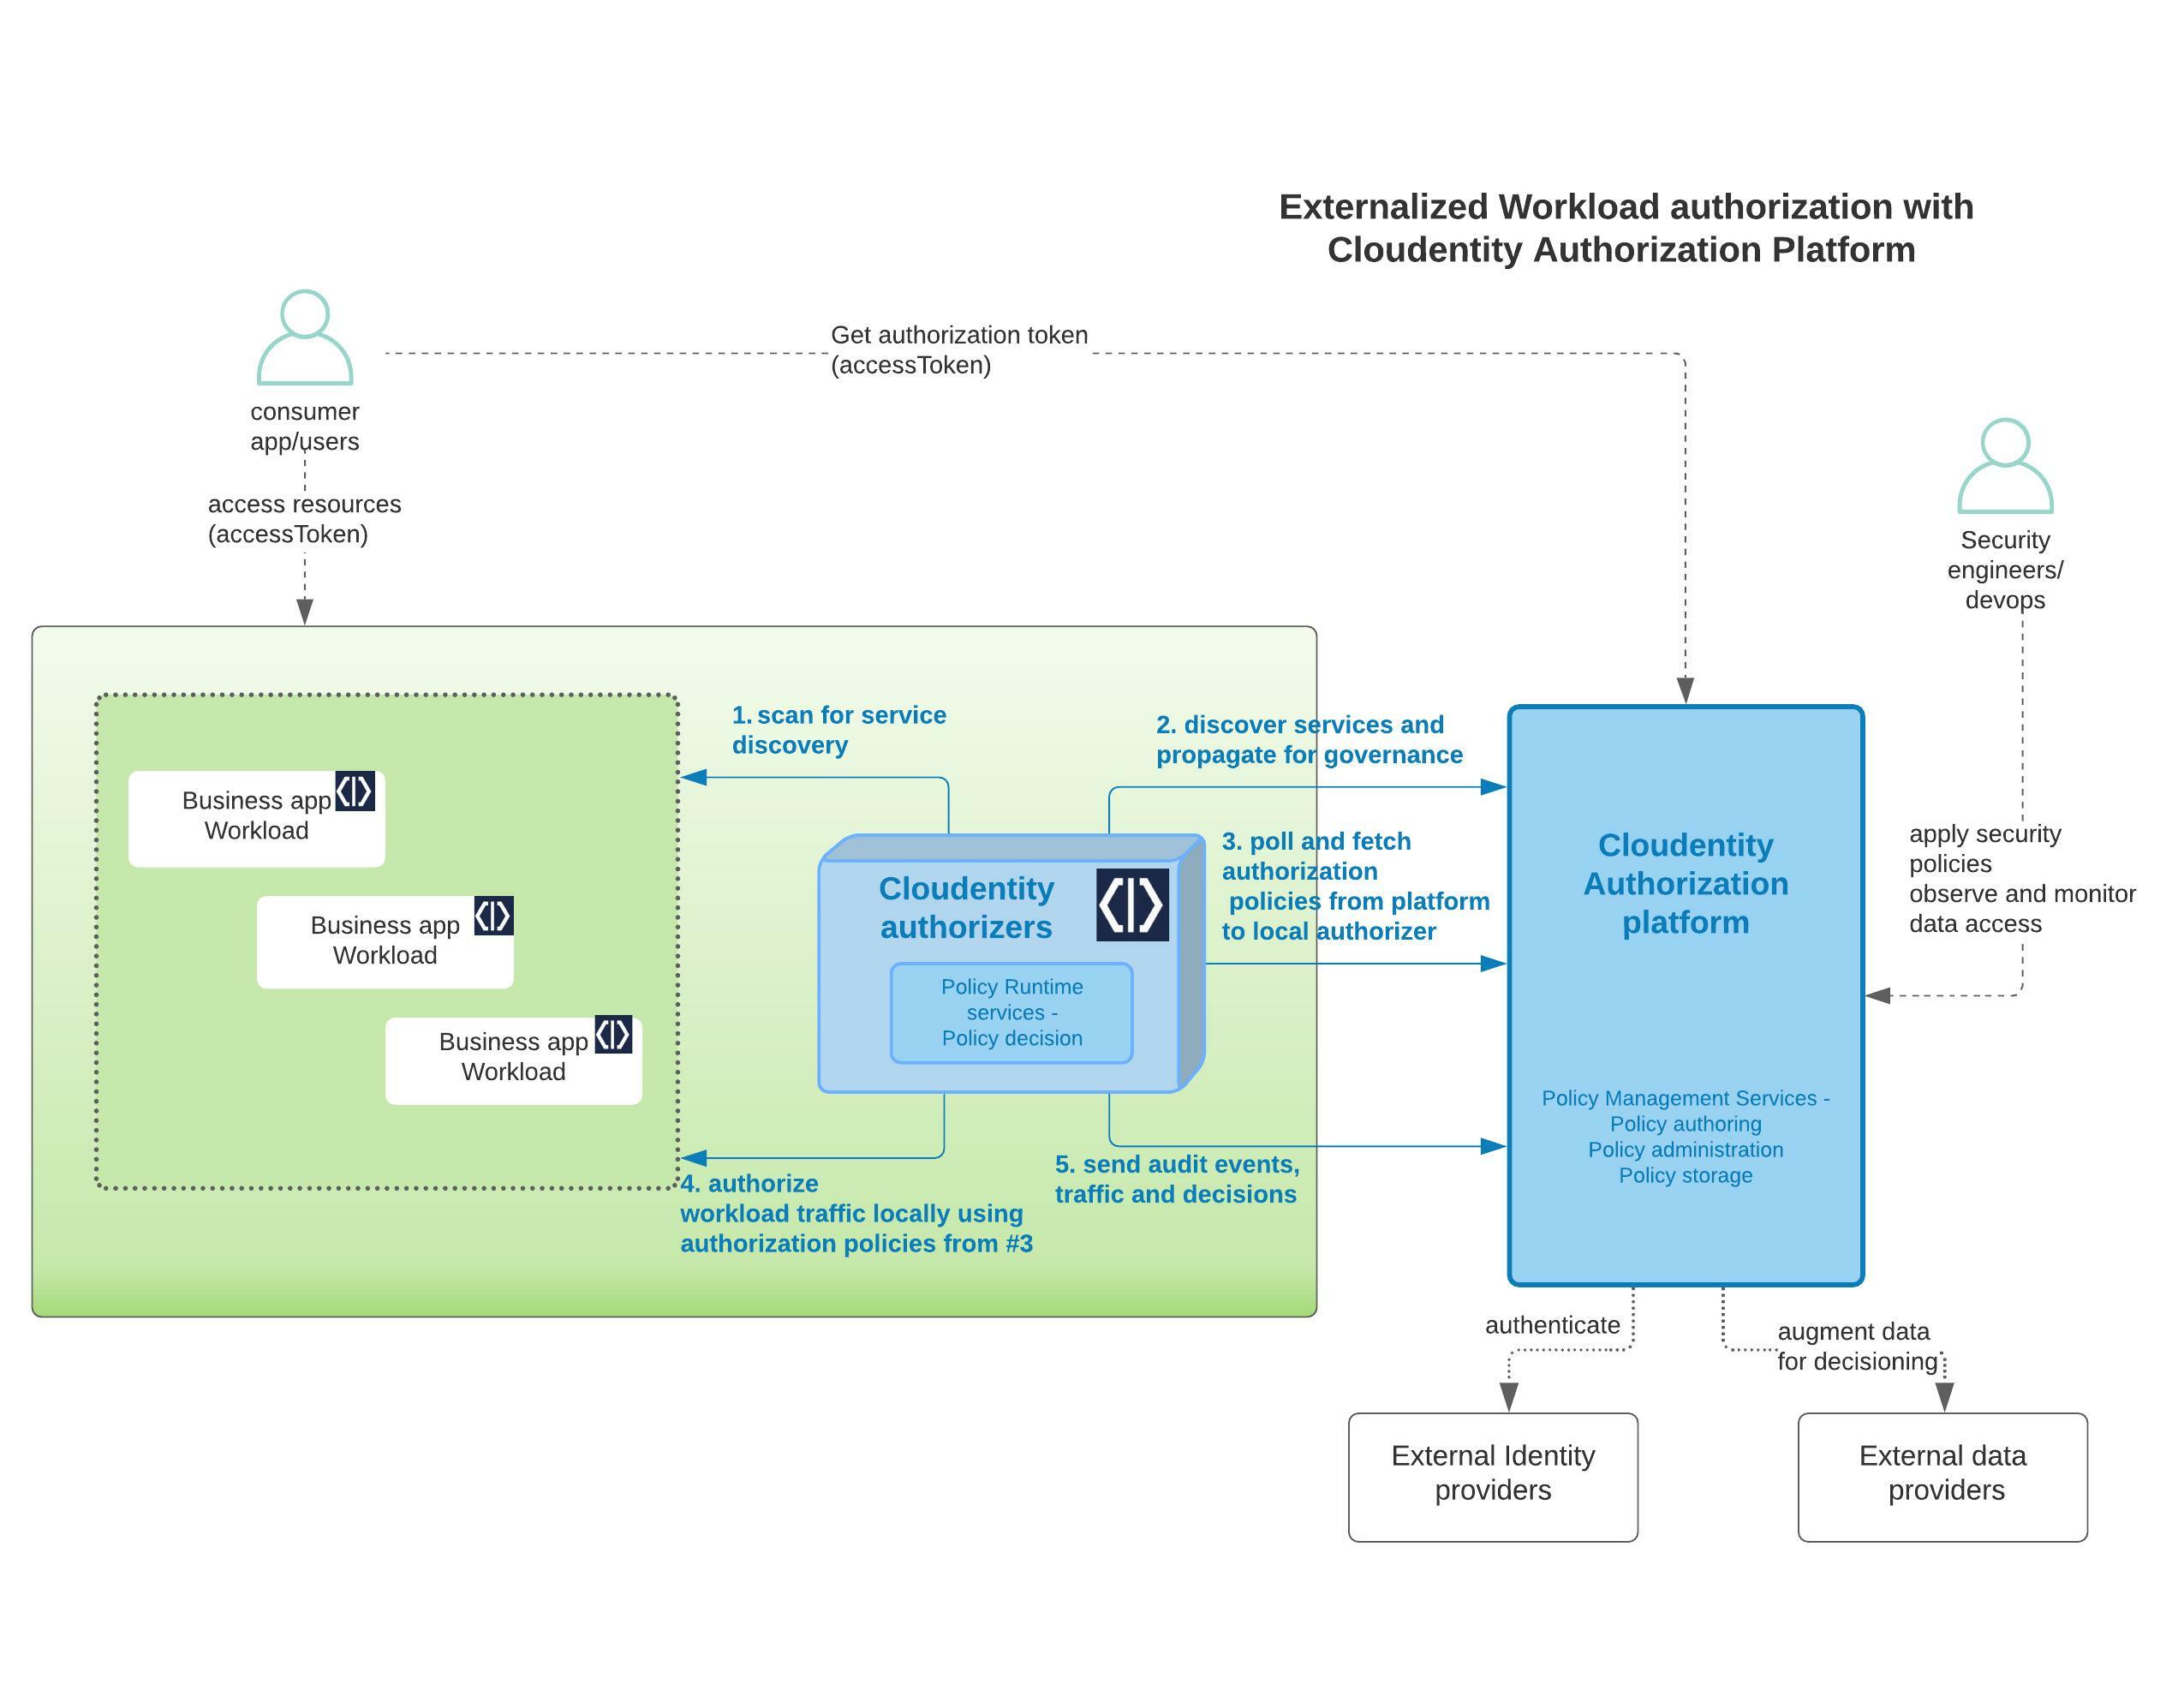 Externalized Workload authorization with
Cloudentity Authorization Platform
Get authorization token
(accessToken)
consumer
app/users
access resources
(accessToken)
Security
engineers/
devops
1. scan for service
discovery
2. discover services and
propagate for governance
Business app
Workload
Business app
Workload
Business app
Workload
Cloudentity
authorizers
Policy Runtime
services -
Policy decision
3. poll and fetch
authorization
policies from platform
to local authorizer
Cloudentity
Authorization
platform
apply security
policies
observe and monitor
data access
Policy Management Services -
Policy authoring
Policy administration
Policy storage
4. authorize
workload traffic locally using
authorization policies from #3
5. send audit events,
traffic and decisions
authenticate
augment data
for decisioning
External Identity
providers
External data
providers